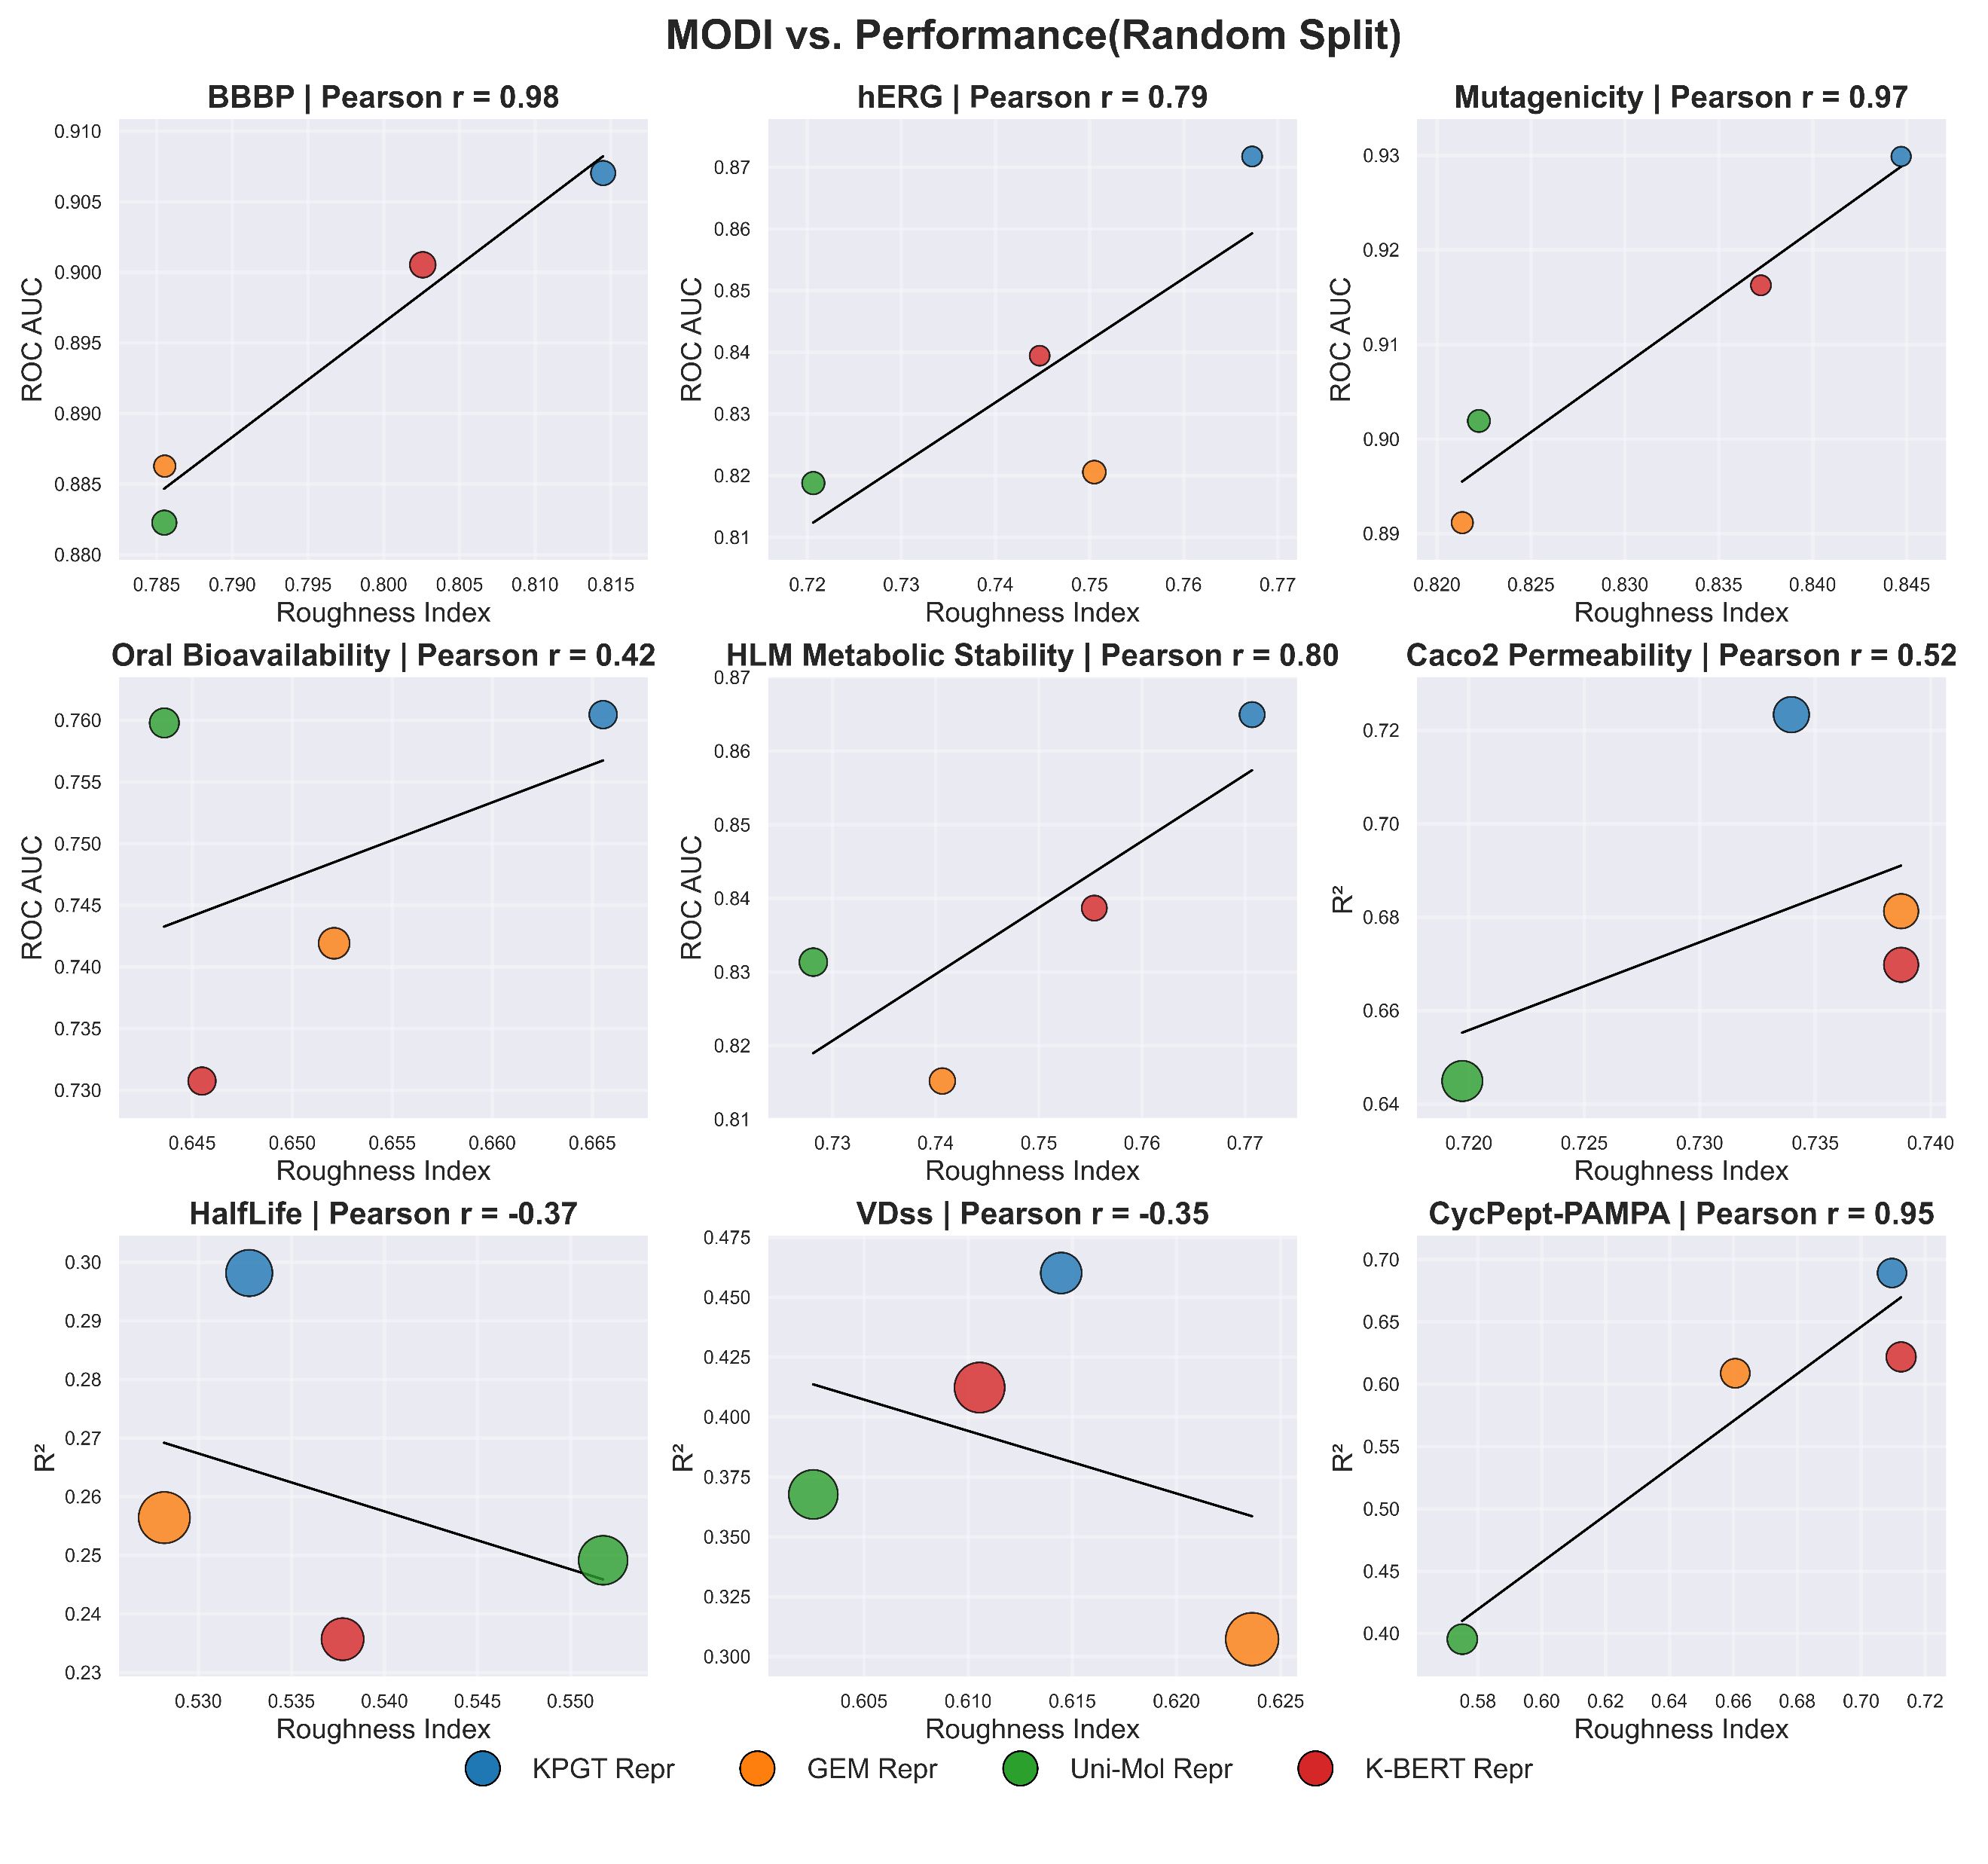 MODI vs. Performance(Random Split)
BBBP | Pearson r = 0.98
ROC AUC
0.910
0.905
0.900
0.895
0.890
0.885
0.880
0.785 0.790 0.795 0.800 0.805 0.810 0.815
Roughness Index
hERG | Pearson r = 0.79
ROC AUC
0.87
0.86
0.85
0.84
0.83
0.82
0.81
0.72 0.73 0.74 0.75 0.76 0.77
Roughness Index
Mutagenicity | Pearson r = 0.97
ROC AUC
0.93
0.92
0.91
0.90
0.89
0.820 0.825 0.830 0.835 0.840 0.845
Roughness Index
Oral Bioavailability | Pearson r = 0.42
ROC AUC
0.760
0.755
0.750
0.745
0.740
0.735
0.730
0.645 0.650 0.655 0.660 0.665
Roughness Index
HLM Metabolic Stability | Pearson r = 0.80
ROC AUC
0.87
0.86
0.85
0.84
0.83
0.82
0.81
0.73 0.74 0.75 0.76 0.77
Roughness Index
Caco2 Permeability | Pearson r = 0.52
R²
0.72
0.70
0.68
0.66
0.64
0.720 0.725 0.730 0.735 0.740
Roughness Index
HalfLife | Pearson r = -0.37
R²
0.30
0.29
0.28
0.27
0.26
0.25
0.24
0.23
0.530 0.535 0.540 0.545 0.550
Roughness Index
VDss | Pearson r = -0.35
R²
0.475
0.450
0.425
0.400
0.375
0.350
0.325
0.300
0.605 0.610 0.615 0.620 0.625
Roughness Index
CycPept-PAMPA | Pearson r = 0.95
R²
0.70
0.65
0.60
0.55
0.50
0.45
0.40
0.58 0.60 0.62 0.64 0.66 0.68 0.70 0.72
Roughness Index
KPGT Repr GEM Repr Uni-Mol Repr K-BERT Repr